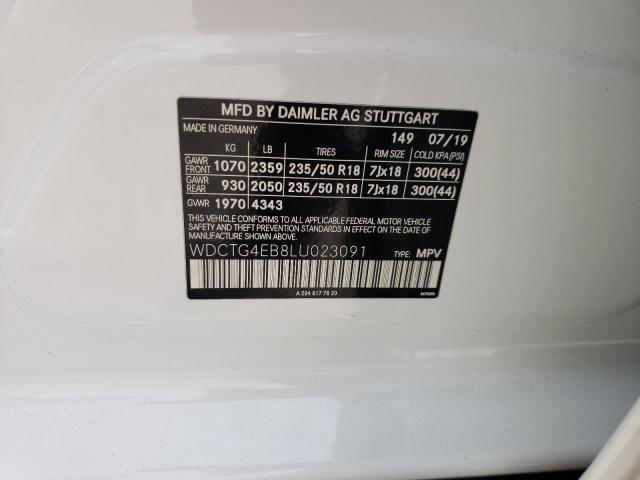 MFD BY DAIMLER AG STUTTGART
MADE IN GERMANY 149 07/19
KG LB TIRES RIM SIZE COLD KPA(PSI)
GAWR FRONT 1070 2359 235/50 R18 7Jx18 300(44)
GAWR REAR 930 2050 235/50 R18 7Jx18 300(44)
GVWR 1970 4343
THIS VEHICLE CONFORMS TO ALL APPLICABLE FEDERAL MOTOR VEHICLE
SAFETY AND THEFT PREVENTION STANDARDS IN EFFECT ON THE DATE
OF MANUFACTURE SHOWN ABOVE.
WDCTG4EB8LU023091 TYPE: MPV
A 204 817 78 20